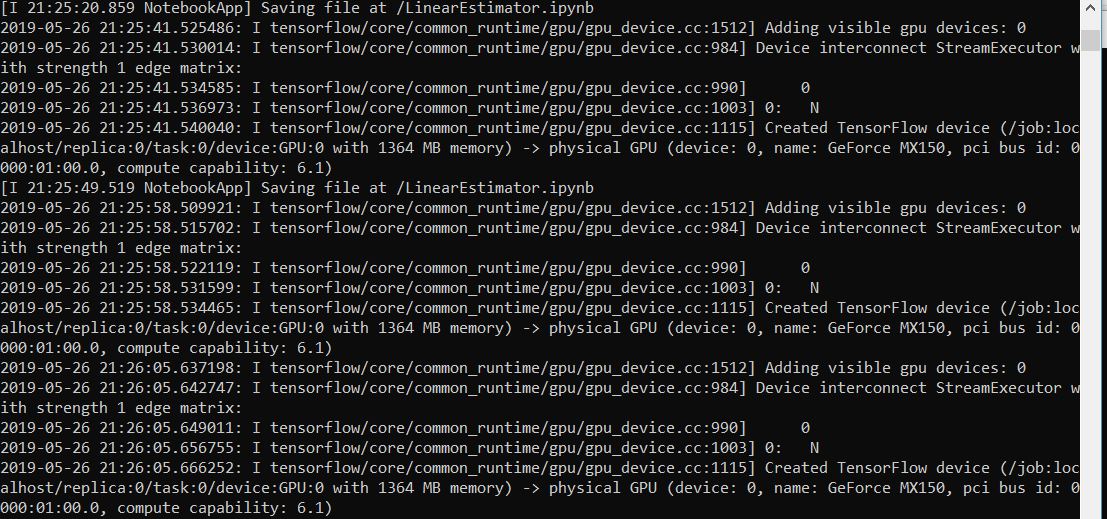 [I 21:25:20.859 NotebookApp] Saving file at /LinearEstimator.ipynb
2019-05-26 21:25:41.525486: I tensorflow/core/common_runtime/gpu/gpu_device.cc:1512] Adding visible gpu devices: 0
2019-05-26 21:25:41.530014: I tensorflow/core/common_runtime/gpu/gpu_device.cc:984] Device interconnect StreamExecutor w
ith strength 1 edge matrix:
2019-05-26 21:25:41.534585: I tensorflow/core/common_runtime/gpu/gpu_device.cc:990]      0
2019-05-26 21:25:41.536973: I tensorflow/core/common_runtime/gpu/gpu_device.cc:1003] 0:   N
2019-05-26 21:25:41.540040: I tensorflow/core/common_runtime/gpu/gpu_device.cc:1115] Created TensorFlow device (/job:loc
alhost/replica:0/task:0/device:GPU:0 with 1364 MB memory) -> physical GPU (device: 0, name: GeForce MX150, pci bus id: 0
000:01:00.0, compute capability: 6.1)
[I 21:25:49.519 NotebookApp] Saving file at /LinearEstimator.ipynb
2019-05-26 21:25:58.509921: I tensorflow/core/common_runtime/gpu/gpu_device.cc:1512] Adding visible gpu devices: 0
2019-05-26 21:25:58.515702: I tensorflow/core/common_runtime/gpu/gpu_device.cc:984] Device interconnect StreamExecutor w
ith strength 1 edge matrix:
2019-05-26 21:25:58.522119: I tensorflow/core/common_runtime/gpu/gpu_device.cc:990]      0
2019-05-26 21:25:58.531599: I tensorflow/core/common_runtime/gpu/gpu_device.cc:1003] 0:   N
2019-05-26 21:25:58.534465: I tensorflow/core/common_runtime/gpu/gpu_device.cc:1115] Created TensorFlow device (/job:loc
alhost/replica:0/task:0/device:GPU:0 with 1364 MB memory) -> physical GPU (device: 0, name: GeForce MX150, pci bus id: 0
000:01:00.0, compute capability: 6.1)
2019-05-26 21:26:05.637198: I tensorflow/core/common_runtime/gpu/gpu_device.cc:1512] Adding visible gpu devices: 0
2019-05-26 21:26:05.642747: I tensorflow/core/common_runtime/gpu/gpu_device.cc:984] Device interconnect StreamExecutor w
ith strength 1 edge matrix:
2019-05-26 21:26:05.649011: I tensorflow/core/common_runtime/gpu/gpu_device.cc:990]      0
2019-05-26 21:26:05.656755: I tensorflow/core/common_runtime/gpu/gpu_device.cc:1003] 0:   N
2019-05-26 21:26:05.666252: I tensorflow/core/common_runtime/gpu/gpu_device.cc:1115] Created TensorFlow device (/job:loc
alhost/replica:0/task:0/device:GPU:0 with 1364 MB memory) -> physical GPU (device: 0, name: GeForce MX150, pci bus id: 0
000:01:00.0, compute capability: 6.1)